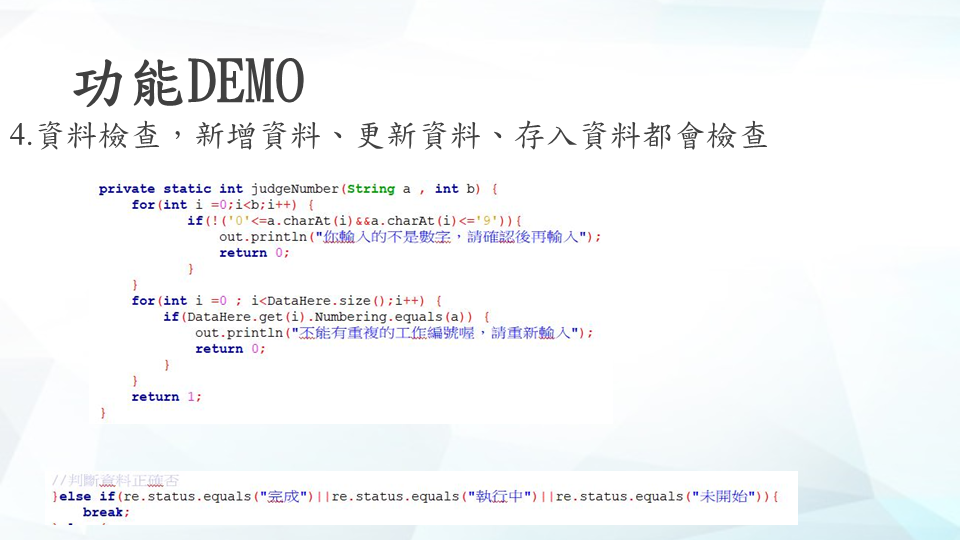 功能DEMO
4.資料檢查，新增資料、更新資料、存入資料都會檢查
private static int judgeNumber(String a , int b) {
for(int i =0;i<b;i++) {
if(!('0'<=a.charAt(i)&&a.charAt(i)<='9')){
out.println("你輸入的不是數字，請確認後再輸入");
return 0;
}
}
for(int i =0 ; i<DataHere.size();i++) {
if(DataHere.get(i).Numbering.equals(a)) {
out.println("不能有重複的工作編號喔，請重新輸入");
return 0;
}
}
return 1;
}
//判斷資料正確否
}else if(re.status.equals("完成")||re.status.equals("執行中")||re.status.equals("未開始")){
break;